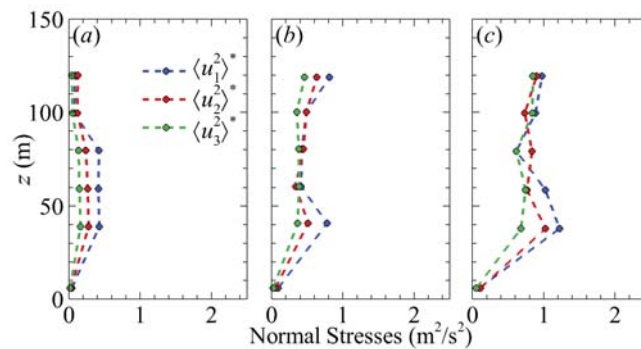 (a) (b) (c)
⟨u₁²⟩*
⟨u₂²⟩*
⟨u₃²⟩*
z (m)
150
100
50
0
0 1 2 0 1 2 0 1 2
Normal Stresses (m²/s²)